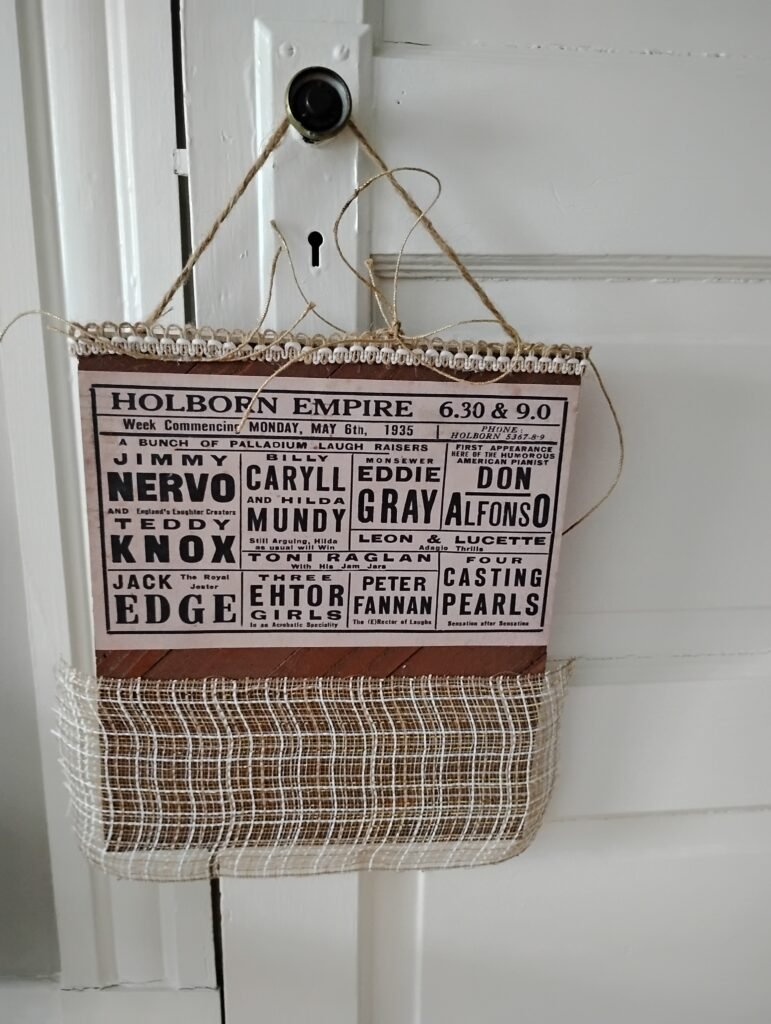 HOLBORN EMPIRE 6.30 & 9.0
Week Commencing MONDAY, MAY 6th, 1935
PHONE:
HOLBORN 5367-8-9
A BUNCH OF PALLADIUM LAUGH RAISERS
JIMMY
NERVO
AND England's Laughter Creators
TEDDY
KNOX
BILLY
CARYLL
AND HILDA
MUNDY
Still Arguing, Hilda
as usual will Win
MONSEWER
EDDIE
GRAY
FIRST APPEARANCE
HERE OF THE HUMOROUS
AMERICAN PIANIST
DON
ALFONSO
LEON & LUCETTE
Adagio Thrills
TONI RAGLAN
With His Jam Jars
JACK The Royal
Jester
EDGE
THREE
EHTOR
GIRLS
In an Acrobatic Speciality
PETER
FANNAN
The (E)Rector of Laughs
FOUR
CASTING
PEARLS
Sensation after Sensation